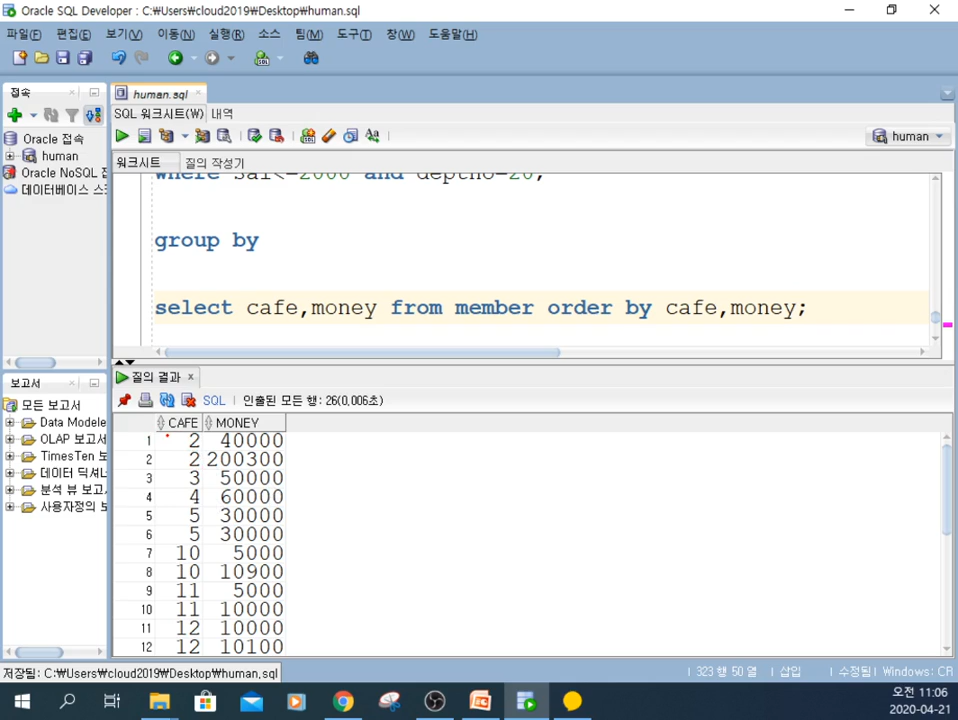 Oracle SQL Developer : C:₩Users₩cloud2019₩Desktop₩human.sql
파일(F) 편집(E) 보기(V) 이동(N) 실행(R) 소스 팀(M) 도구(T) 창(W) 도움말(H)
접속
Oracle 접속
human
Oracle NoSQL
데이터베이스
human.sql
SQL 워크시트(W) 내역
human
워크시트 질의 작성기
where sal<=2000 and deptno=20;
group by
select cafe,money from member order by cafe,money;
보고서
모든 보고서
Data Modele
OLAP 보고서
TimesTen
데이터 딕셔너
분석 뷰 보고
사용자정의
질의 결과
SQL | 인출된 모든 행: 26(0,006초)
CAFE MONEY
1 2 40000
2 2 200300
3 3 50000
4 4 60000
5 5 30000
6 5 30000
7 10 5000
8 10 10900
9 11 5000
10 11 10000
11 12 10000
12 12 10100
저장됨: C:₩Users₩cloud2019₩Desktop₩human,sql
323 행 50 열 | 삽입 | 수정됨| Windows: CR
오전 11:06
2020-04-21